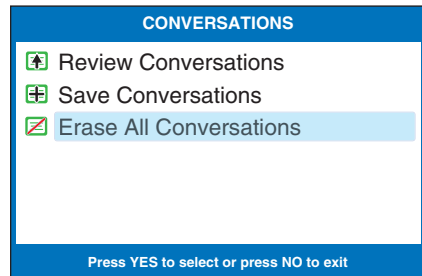 CONVERSATIONS
Review Conversations
Save Conversations
Erase All Conversations
Press YES to select or press NO to exit